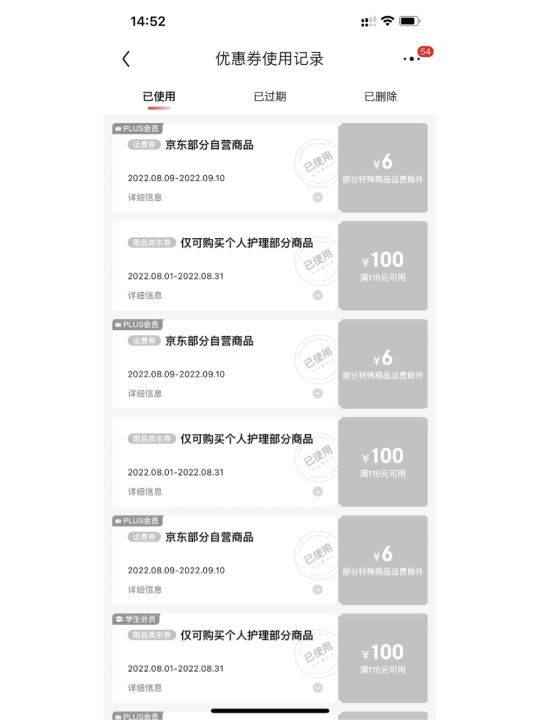 14:52
优惠券使用记录
54
已使用
已过期
已删除
PLUS会员
运费券 京东部分自营商品
已使用
¥6
部分特殊商品运费除外
2022.08.09-2022.09.10
详细信息
限品类东券 仅可购买个人护理部分商品
已使用
¥100
满118元可用
2022.08.01-2022.08.31
详细信息
PLUS会员
运费券 京东部分自营商品
已使用
¥6
部分特殊商品运费除外
2022.08.09-2022.09.10
详细信息
限品类东券 仅可购买个人护理部分商品
已使用
¥100
满118元可用
2022.08.01-2022.08.31
详细信息
PLUS会员
运费券 京东部分自营商品
已使用
¥6
部分特殊商品运费除外
2022.08.09-2022.09.10
详细信息
学生会员
限品类东券 仅可购买个人护理部分商品
已使用
¥100
满118元可用
2022.08.01-2022.08.31
详细信息
PLUS会员